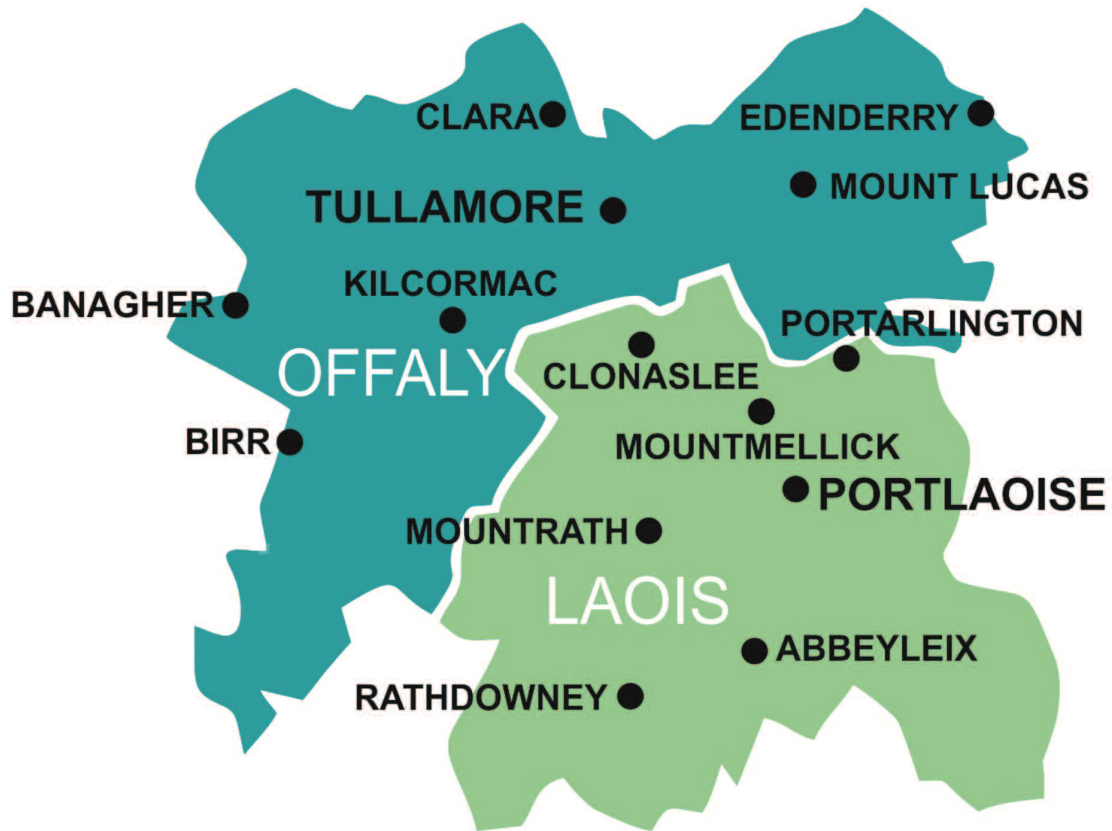 CLARA
EDENDERRY
MOUNT LUCAS
TULLAMORE
KILCORMAC
BANAGHER
PORTARLINGTON
OFFALY
CLONASLEE
BIRR
MOUNTMELLICK
PORTLAOISE
MOUNTRATH
LAOIS
ABBEYLEIX
RATHDOWNEY